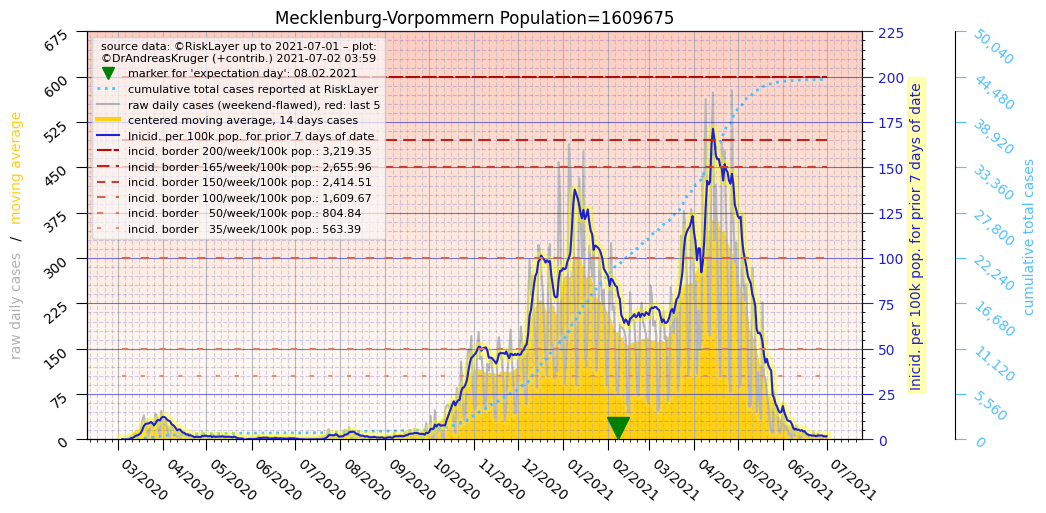 Mecklenburg-Vorpommern Population=1609675
source data: ©RiskLayer up to 2021-07-01 – plot:
©DrAndreasKruger (+contrib.) 2021-07-02 03:59
marker for 'expectation day': 08.02.2021
cumulative total cases reported at RiskLayer
raw daily cases (weekend-flawed), red: last 5
centered moving average, 14 days cases
Inicid. per 100k pop. for prior 7 days of date
incid. border 200/week/100k pop.: 3,219.35
incid. border 165/week/100k pop.: 2,655.96
incid. border 150/week/100k pop.: 2,414.51
incid. border 100/week/100k pop.: 1,609.67
incid. border 50/week/100k pop.: 804.84
incid. border 35/week/100k pop.: 563.39
raw daily cases / moving average
675
600
525
450
375
300
225
150
75
0
03/2020
04/2020
05/2020
06/2020
07/2020
08/2020
09/2020
10/2020
11/2020
12/2020
01/2021
02/2021
03/2021
04/2021
05/2021
06/2021
07/2021
225
200
175
150
125
100
75
50
25
0
Inicid. per 100k pop. for prior 7 days of date
50,040
44,480
38,920
33,360
27,800
22,240
16,680
11,120
5,560
0
cumulative total cases